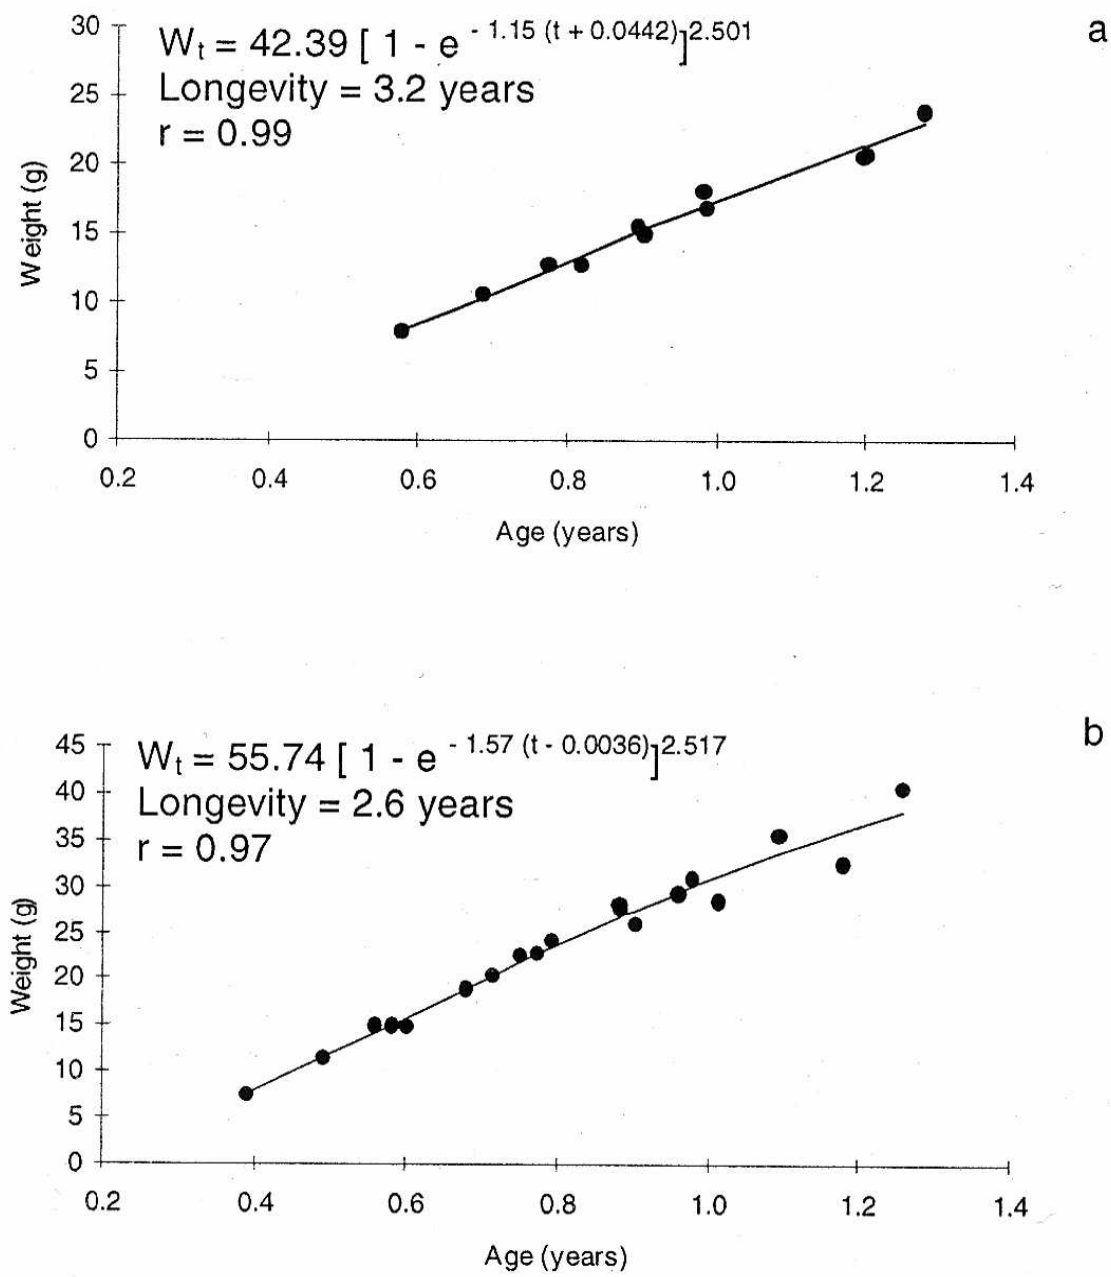 a
W_t = 42.39 [ 1 - e^{- 1.15 (t + 0.0442)}]^{2.501}
Longevity = 3.2 years
r = 0.99
30
25
20
15
10
5
0
Weight (g)
0.2 0.4 0.6 0.8 1.0 1.2 1.4
Age (years)
b
W_t = 55.74 [ 1 - e^{- 1.57 (t - 0.0036)}]^{2.517}
Longevity = 2.6 years
r = 0.97
45
40
35
30
25
20
15
10
5
0
Weight (g)
0.2 0.4 0.6 0.8 1.0 1.2 1.4
Age (years)